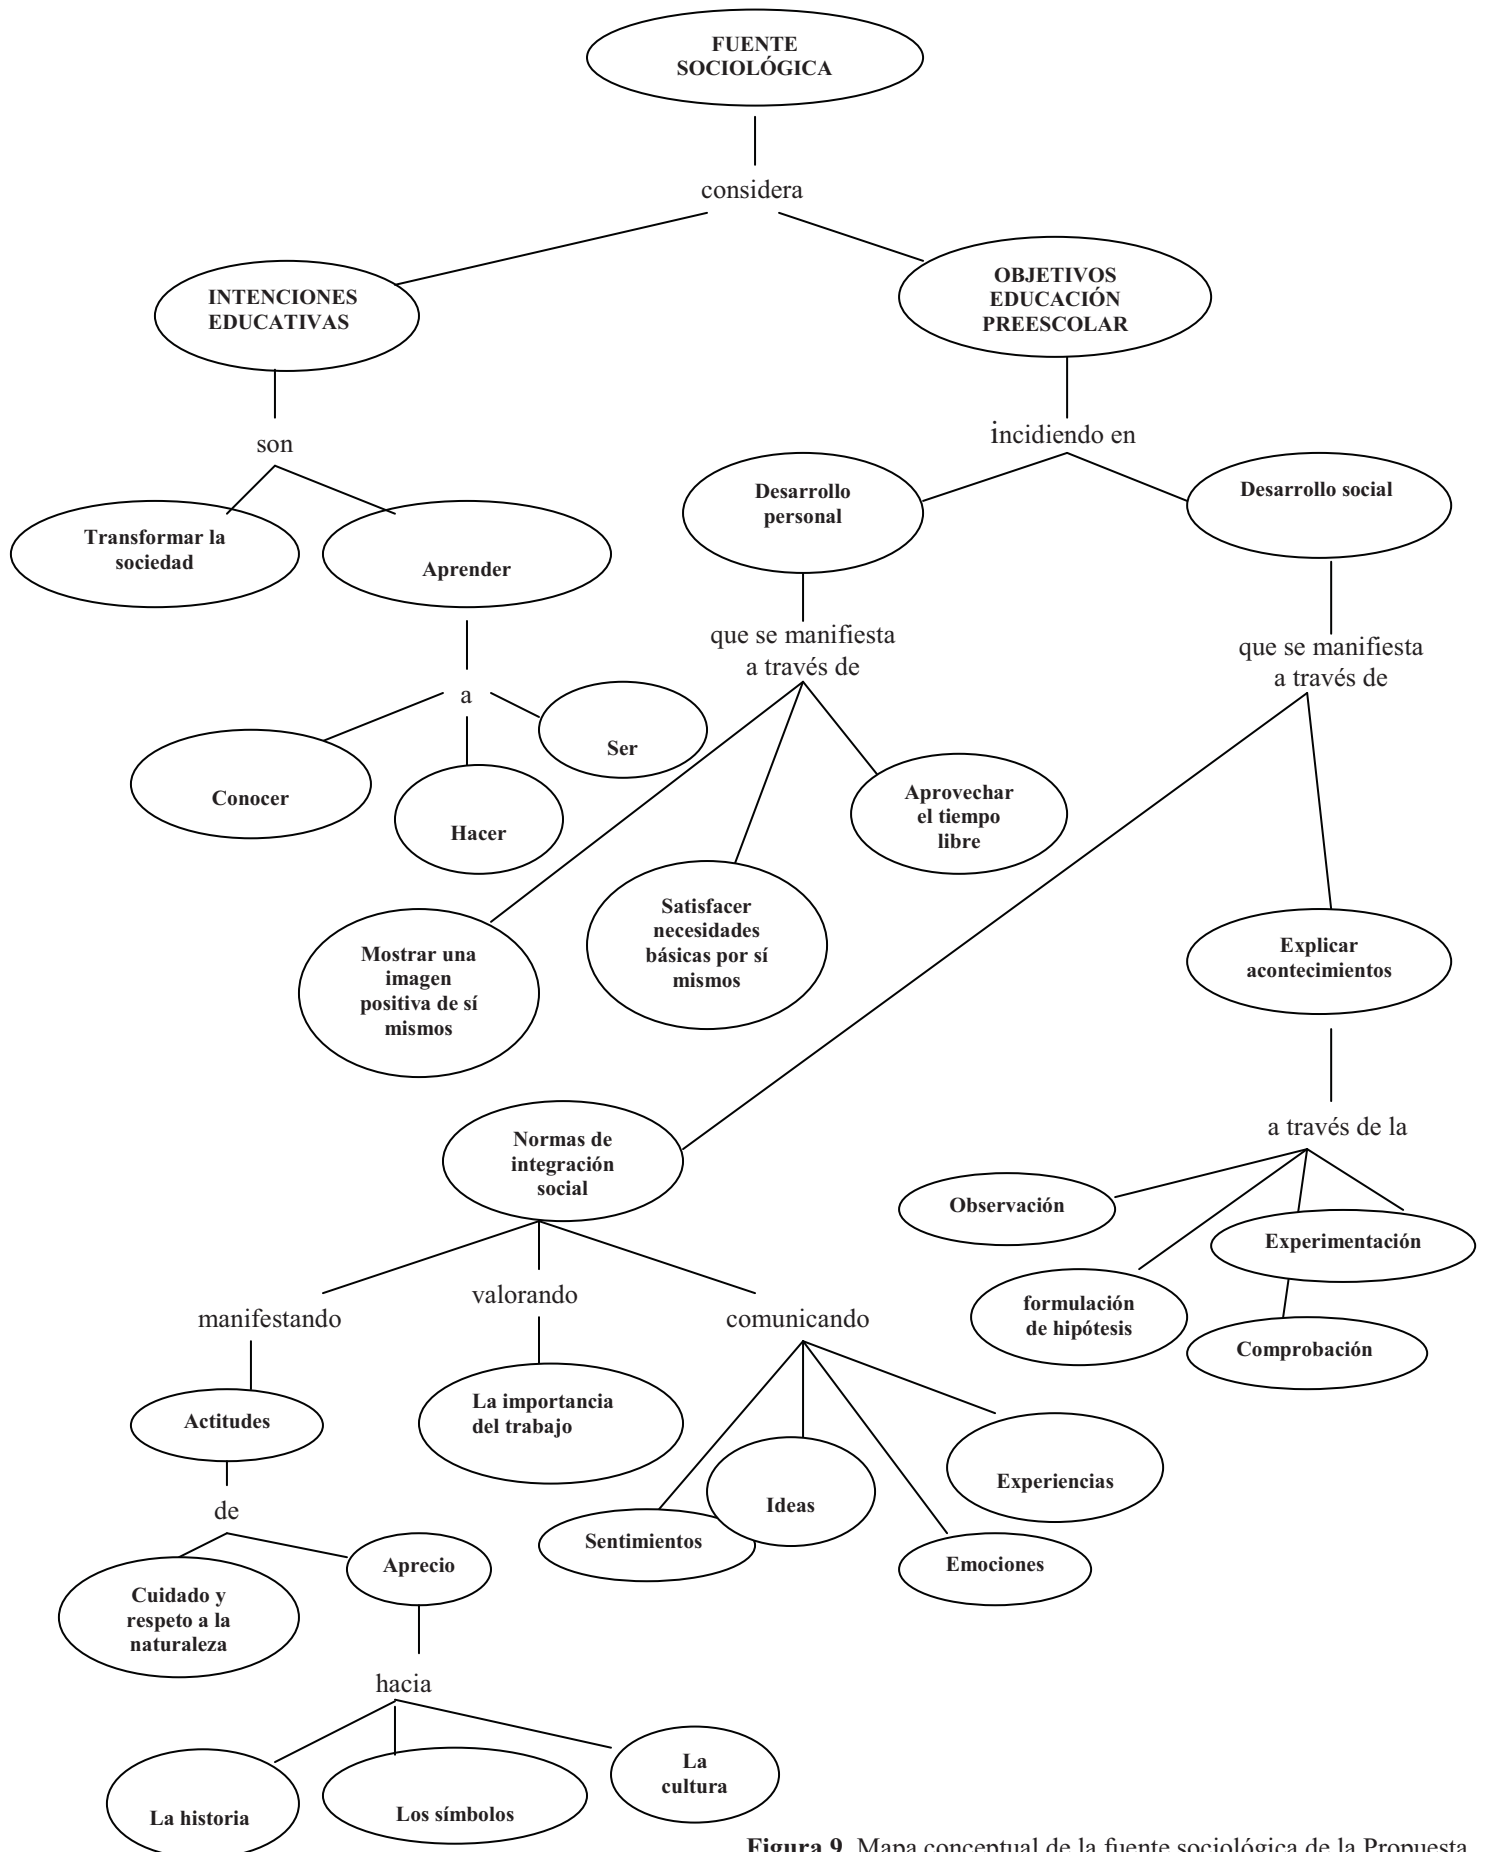 FUENTE
SOCIOLÓGICA
considera
INTENCIONES
EDUCATIVAS
OBJETIVOS
EDUCACIÓN
PREESCOLAR
son
incidiendo en
Transformar la
sociedad
Aprender
Desarrollo
personal
Desarrollo social
a
que se manifiesta
a través de
que se manifiesta
a través de
Conocer
Hacer
Ser
Aprovechar
el tiempo
libre
Mostrar una
imagen
positiva de sí
mismos
Satisfacer
necesidades
básicas por sí
mismos
Explicar
acontecimientos
Normas de
integración
social
a través de la
Observación
Experimentación
formulación
de hipótesis
Comprobación
manifestando
valorando
comunicando
Actitudes
La importancia
del trabajo
Sentimientos
Ideas
Emociones
Experiencias
de
Cuidado y
respeto a la
naturaleza
Aprecio
hacia
La historia
Los símbolos
La
cultura
Figura 9. Mapa conceptual de la fuente sociológica de la Propuesta